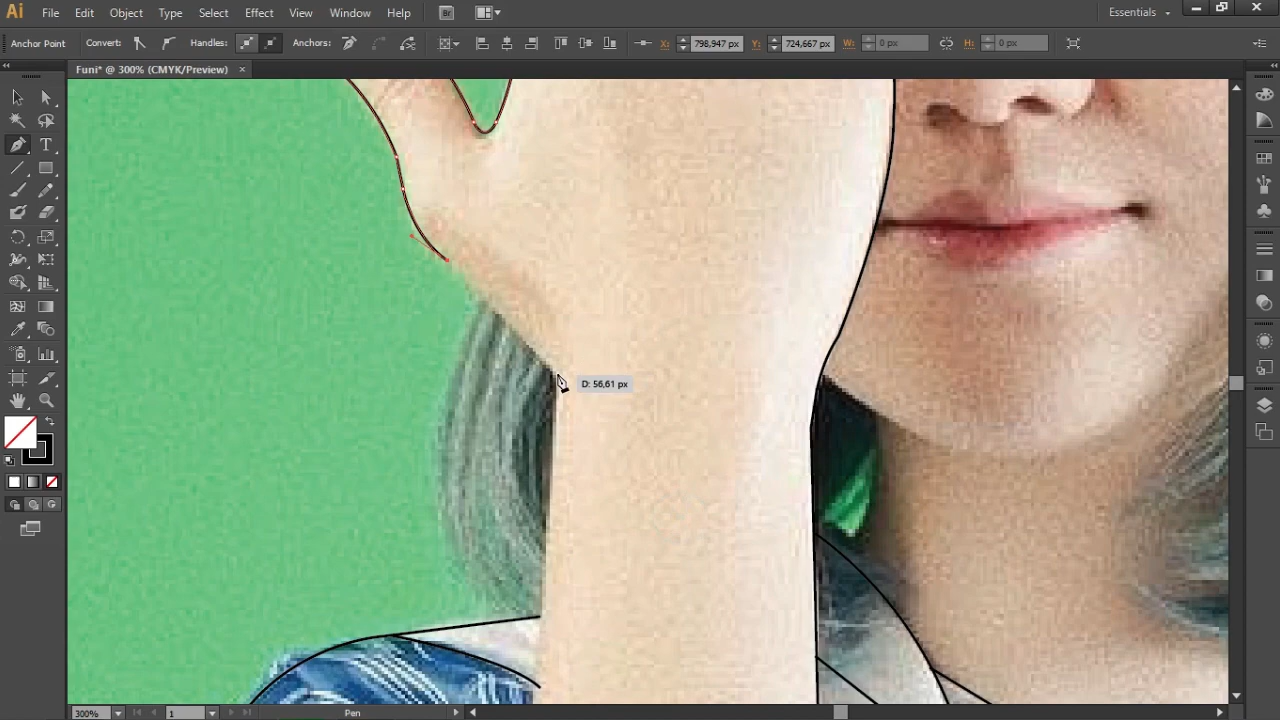 Ai File Edit Object Type Select Effect View Window Help Br Essentials
Anchor Point Convert: Handles: Anchors: X: 798,947 px Y: 724,667 px W: 0 px H: 0 px
Funi* @ 300% (CMYK/Preview) ×
T
D: 56,61 px
300% 1 Pen